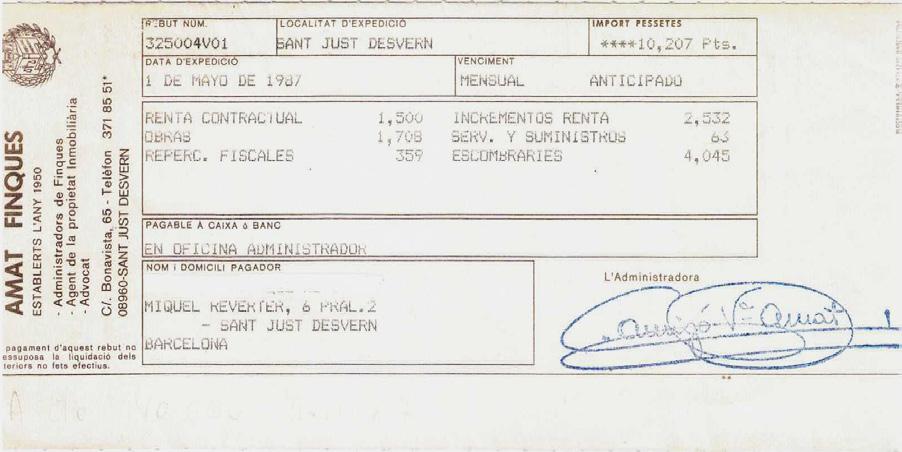 REBUT NÚM.
325004V01
LOCALITAT D'EXPEDICIÓ
SANT JUST DESVERN
IMPORT PESSETES
****10,207 Pts.
DATA D'EXPEDICIÓ
1 DE MAYO DE 1987
VENCIMENT
MENSUAL ANTICIPADO
RENTA CONTRACTUAL 1,500 INCREMENTOS RENTA 2,532
OBRAS 1,708 SERV. Y SUMINISTROS 63
REPERC. FISCALES 359 ESCOMBRARIES 4,045
PAGABLE A CAIXA ó BANC
EN OFICINA ADMINISTRADOR
NOM I DOMICILI PAGADOR
MIQUEL REVERTER, 6 PRAL.2
- SANT JUST DESVERN
BARCELONA
L'Administradora
AMAT FINQUES
ESTABLERTS L'ANY 1950
- Administradors de Finques
- Agent de la propietat Inmobiliària
- Advocat
C/. Bonavista, 65 - Telèfon 371 85 51*
08960-SANT JUST DESVERN
pagament d'aquest rebut no
essuposa la liquidació dels
teriors no fets efectius.